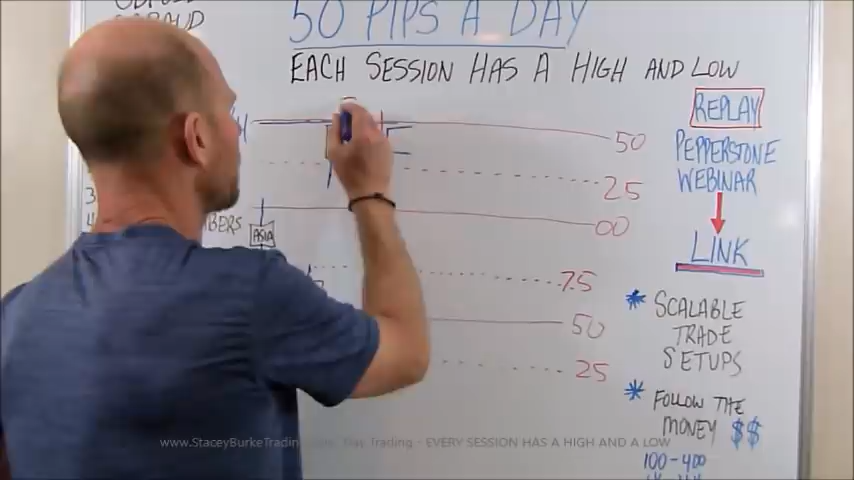 50 PIPS A DAY
EACH SESSION HAS A HIGH AND LOW
REPLAY
PEPPERSTONE
WEBINAR
LINK
50
25
00
ASIA
75
50
25
* SCALABLE
TRADE
SETUPS
* FOLLOW THE
MONEY $$
100-400
www.StaceyBurkeTrading.com Day Trading - EVERY SESSION HAS A HIGH AND A LOW